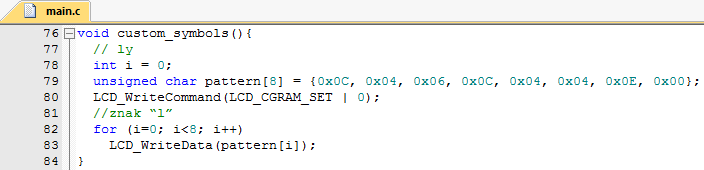 main.c
76 void custom_symbols(){
77 // ly
78 int i = 0;
79 unsigned char pattern[8] = {0x0C, 0x04, 0x06, 0x0C, 0x04, 0x04, 0x0E, 0x00};
80 LCD_WriteCommand(LCD_CGRAM_SET | 0);
81 //znak “l”
82 for (i=0; i<8; i++)
83 LCD_WriteData(pattern[i]);
84 }